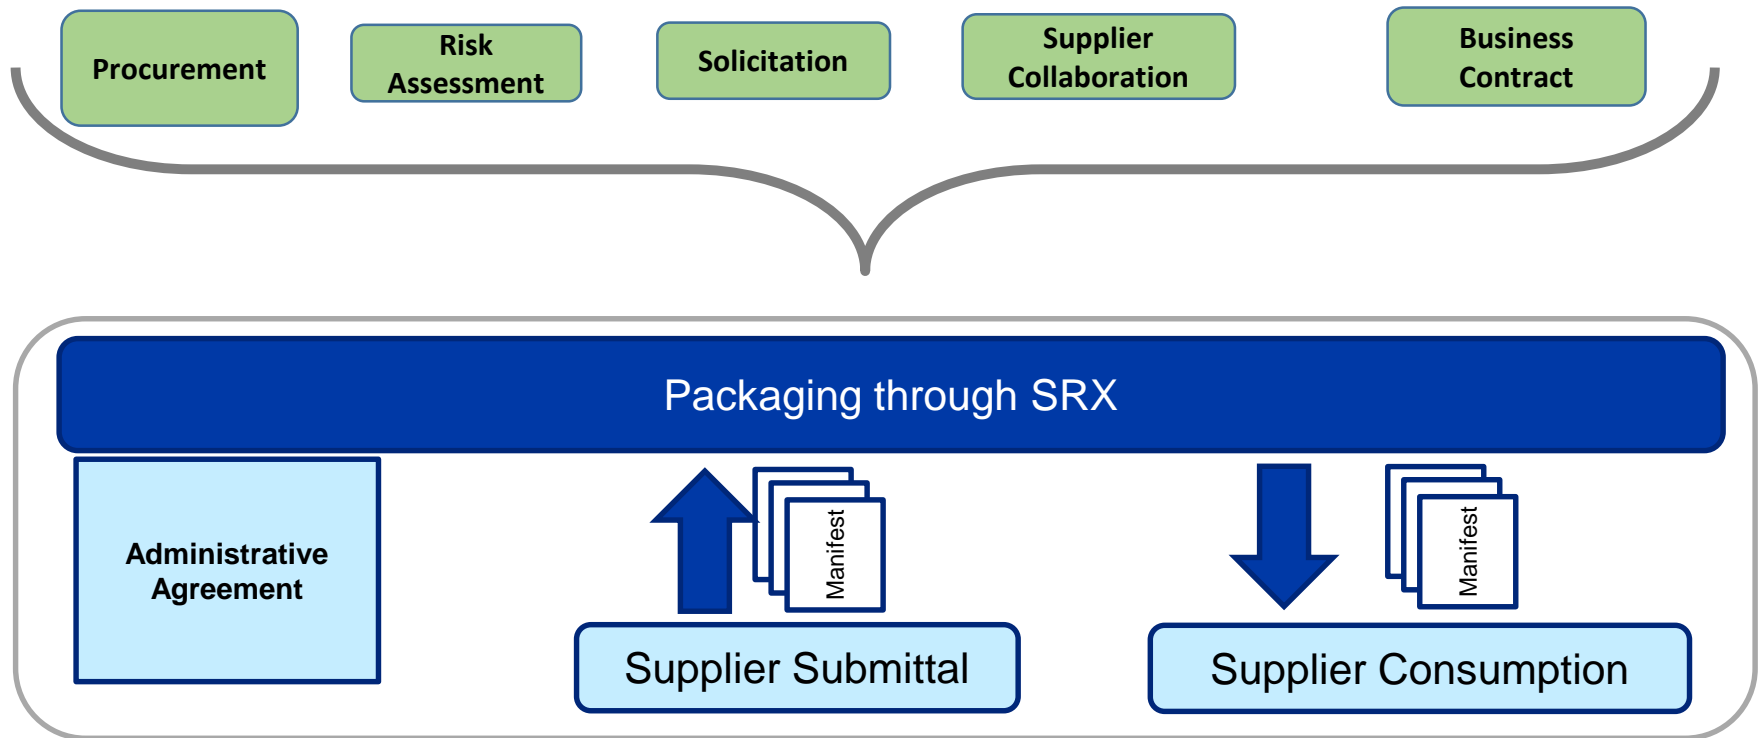 Procurement
Risk
Assessment
Solicitation
Supplier
Collaboration
Business
Contract
Packaging through SRX
Administrative
Agreement
Manifest
Manifest
Supplier Submittal
Supplier Consumption